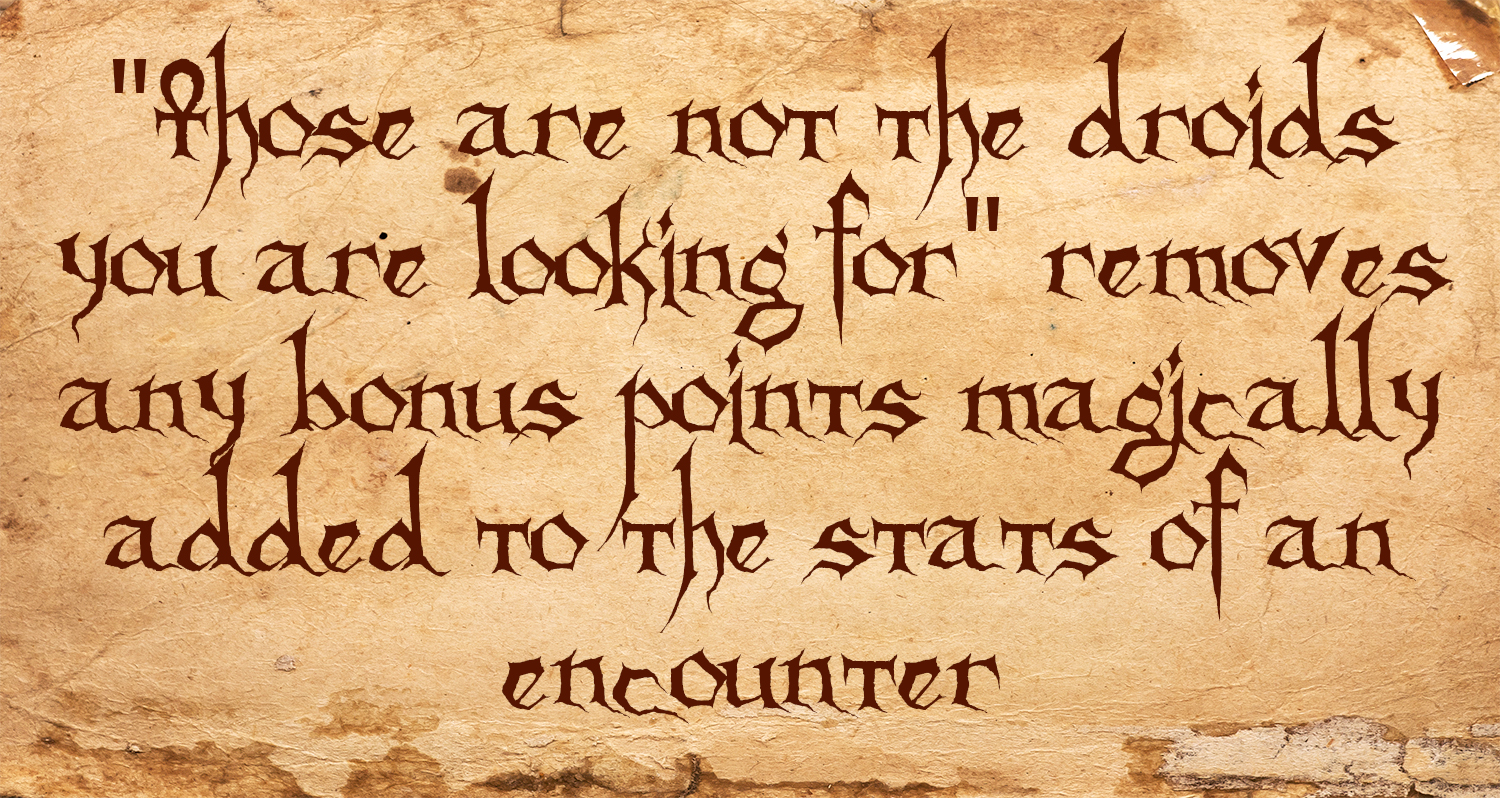 "Those are not the droids
you are looking for" removes
any bonus points magically
added to the stats of an
encounter